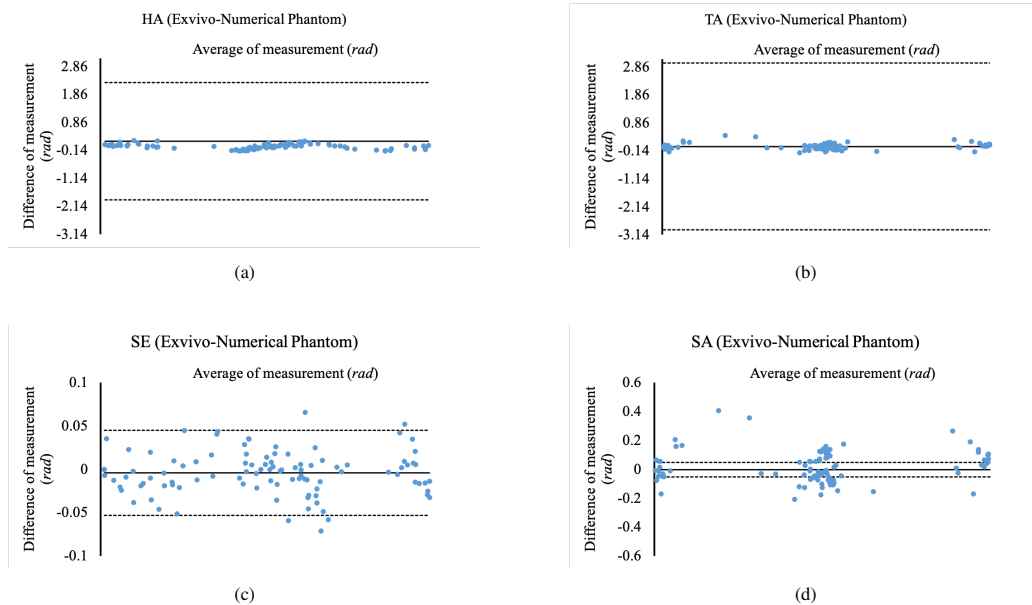 HA (Exvivo-Numerical Phantom)
Average of measurement (rad)
Difference of measurement
(rad)
2.86
1.86
0.86
-0.14
-1.14
-2.14
-3.14
(a)
TA (Exvivo-Numerical Phantom)
Average of measurement (rad)
Difference of measurement
(rad)
2.86
1.86
0.86
-0.14
-1.14
-2.14
-3.14
(b)
SE (Exvivo-Numerical Phantom)
Average of measurement (rad)
Difference of measurement
(rad)
0.1
0.05
0
-0.05
-0.1
(c)
SA (Exvivo-Numerical Phantom)
Average of measurement (rad)
Difference of measurement
(rad)
0.6
0.4
0.2
0
-0.2
-0.4
-0.6
(d)